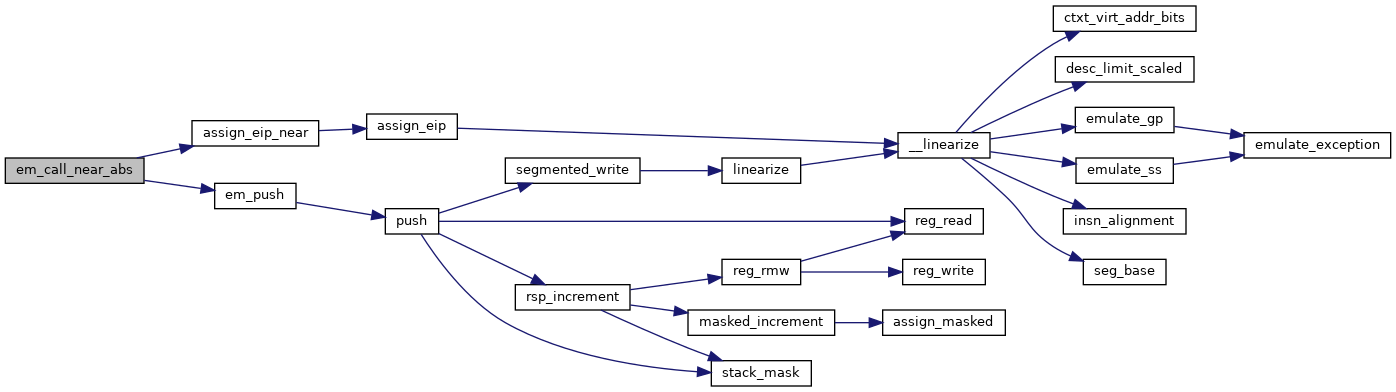 em_call_near_abs
assign_eip_near
assign_eip
em_push
push
segmented_write
linearize
__linearize
ctxt_virt_addr_bits
desc_limit_scaled
emulate_gp
emulate_exception
emulate_ss
insn_alignment
seg_base
reg_read
reg_rmw
reg_write
rsp_increment
masked_increment
assign_masked
stack_mask